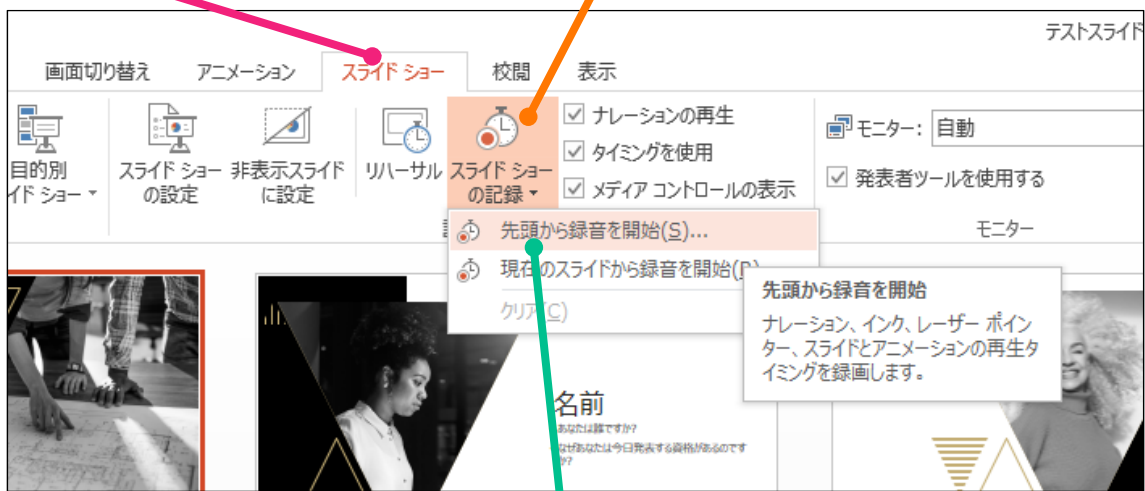 テストスライド
画面切り替え アニメーション スライド ショー 校閲 表示
目的別
イド ショー
スライド ショー
の設定
非表示スライド
に設定
リハーサル
スライド ショー
の記録
ナレーションの再生
タイミングを使用
メディア コントロールの表示
モニター: 自動
発表者ツールを使用する
モニター
先頭から録音を開始(S)...
現在のスライドから録音を開始(R)...
クリア(C)
先頭から録音を開始
ナレーション、インク、レーザー ポイン
ター、スライドとアニメーションの再生タ
イミングを録画します。
名前
あなたは誰ですか?
なぜあなたは今日発表する資格があるのです
か?